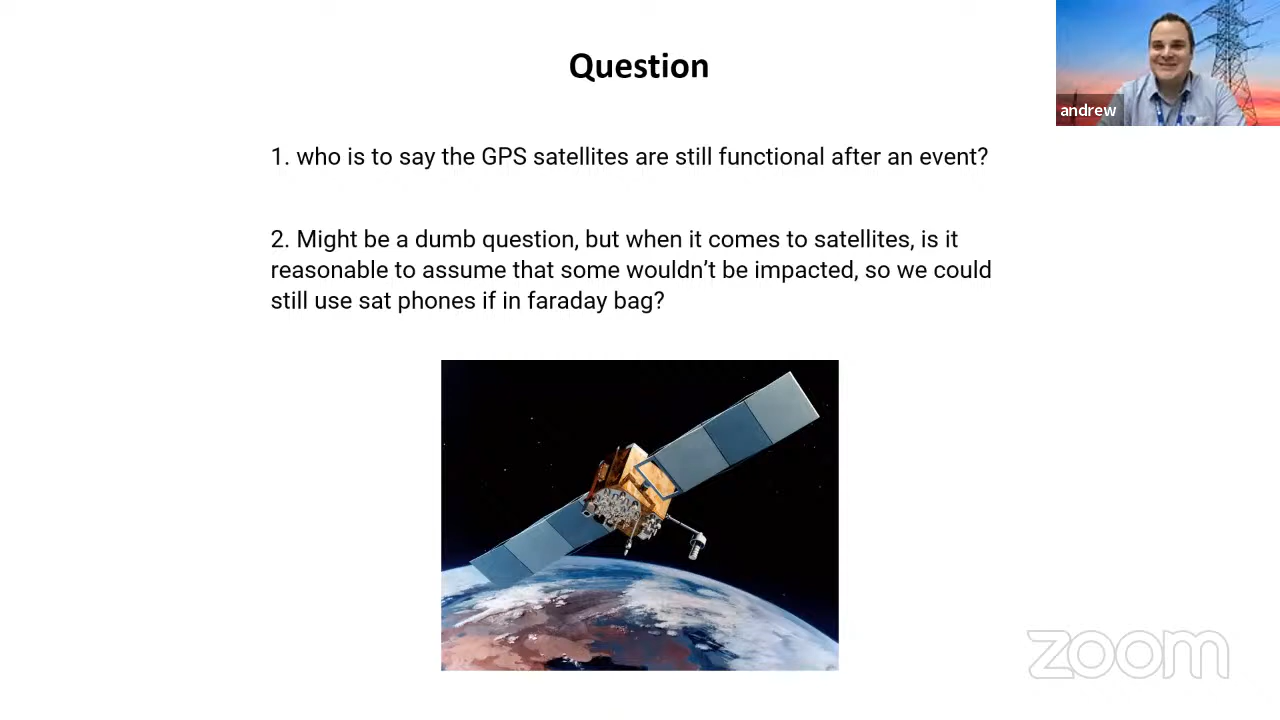 Question
andrew
1. who is to say the GPS satellites are still functional after an event?
2. Might be a dumb question, but when it comes to satellites, is it
reasonable to assume that some wouldn’t be impacted, so we could
still use sat phones if in faraday bag?
zoom